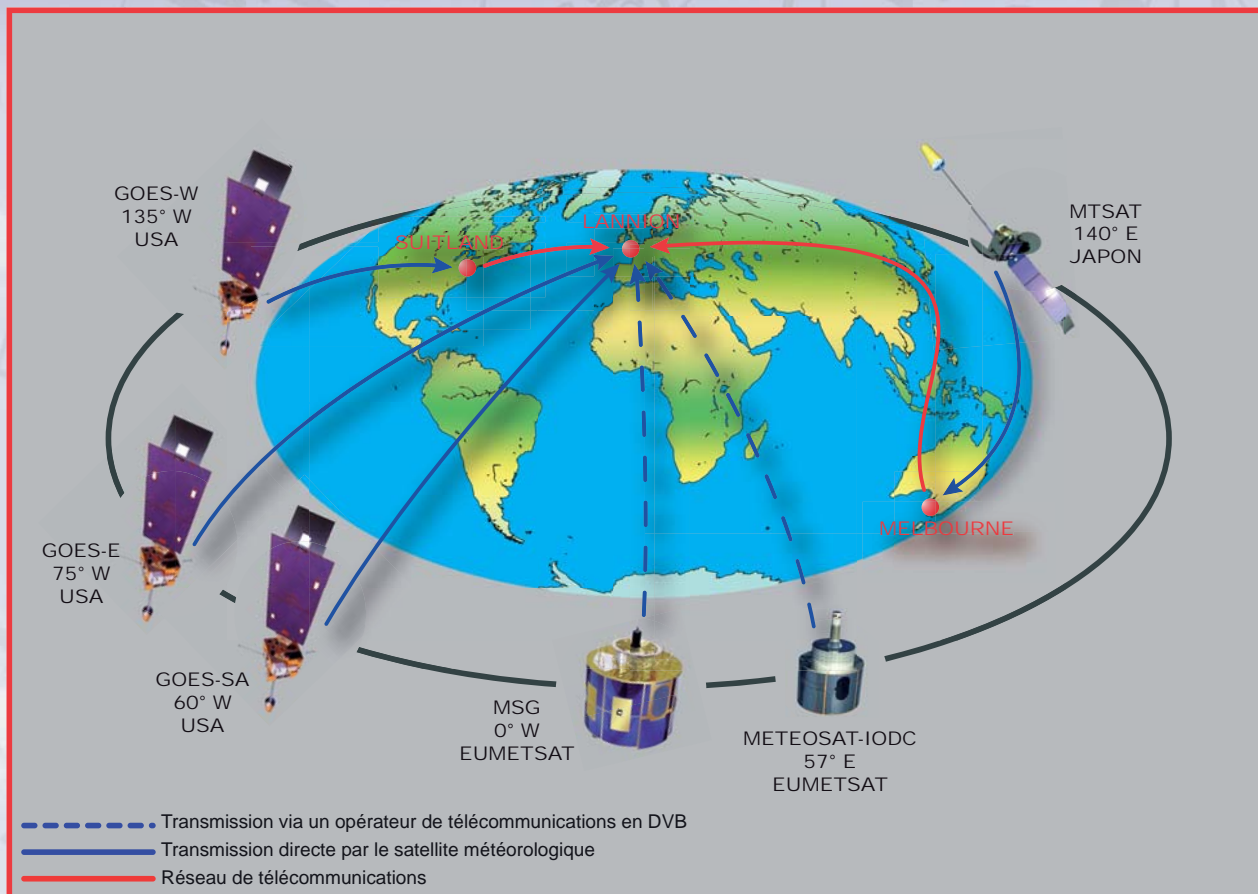 GOES-W
135° W
USA
SUITLAND
LANNION
MTSAT
140° E
JAPON
MELBOURNE
GOES-E
75° W
USA
GOES-SA
60° W
USA
MSG
0° W
EUMETSAT
METEOSAT-IODC
57° E
EUMETSAT
Transmission via un opérateur de télécommunications en DVB
Transmission directe par le satellite météorologique
Réseau de télécommunications